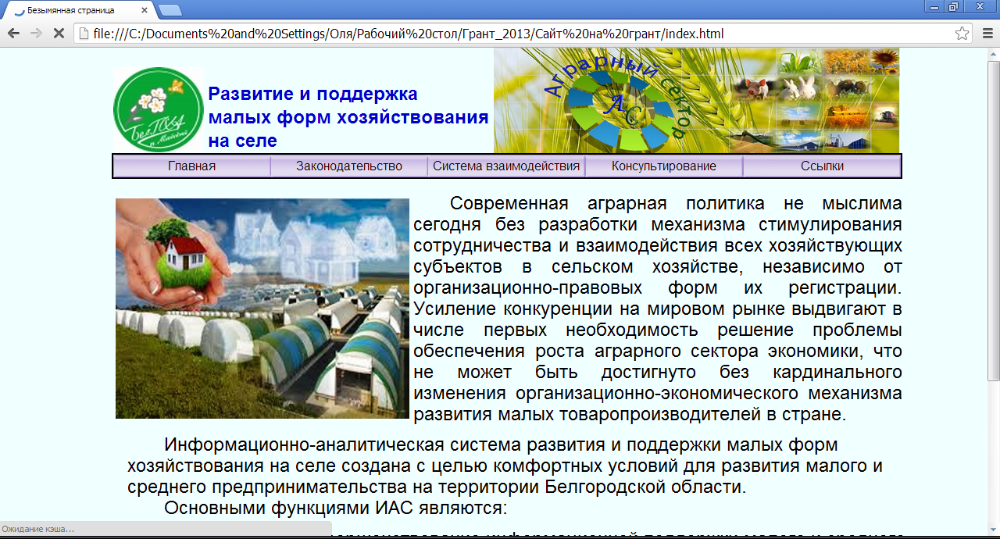 Безымянная страница
file:///C:/Documents%20and%20Settings/Оля/Рабочий%20стол/Грант_2013/Сайт%20на%20грант/index.html
Развитие и поддержка
малых форм хозяйствования
на селе
Аграрный сектор
АС
Главная
Законодательство
Система взаимодействия
Консультирование
Ссылки
Современная аграрная политика не мыслима
сегодня без разработки механизма стимулирования
сотрудничества и взаимодействия всех хозяйствующих
субъектов в сельском хозяйстве, независимо от
организационно-правовых форм их регистрации.
Усиление конкуренции на мировом рынке выдвигают в
числе первых необходимость решение проблемы
обеспечения роста аграрного сектора экономики, что
не может быть достигнуто без кардинального
изменения организационно-экономического механизма
развития малых товаропроизводителей в стране.
Информационно-аналитическая система развития и поддержки малых форм
хозяйствования на селе создана с целью комфортных условий для развития малого и
среднего предпринимательства на территории Белгородской области.
Основными функциями ИАС являются:
Ожидание кэша...